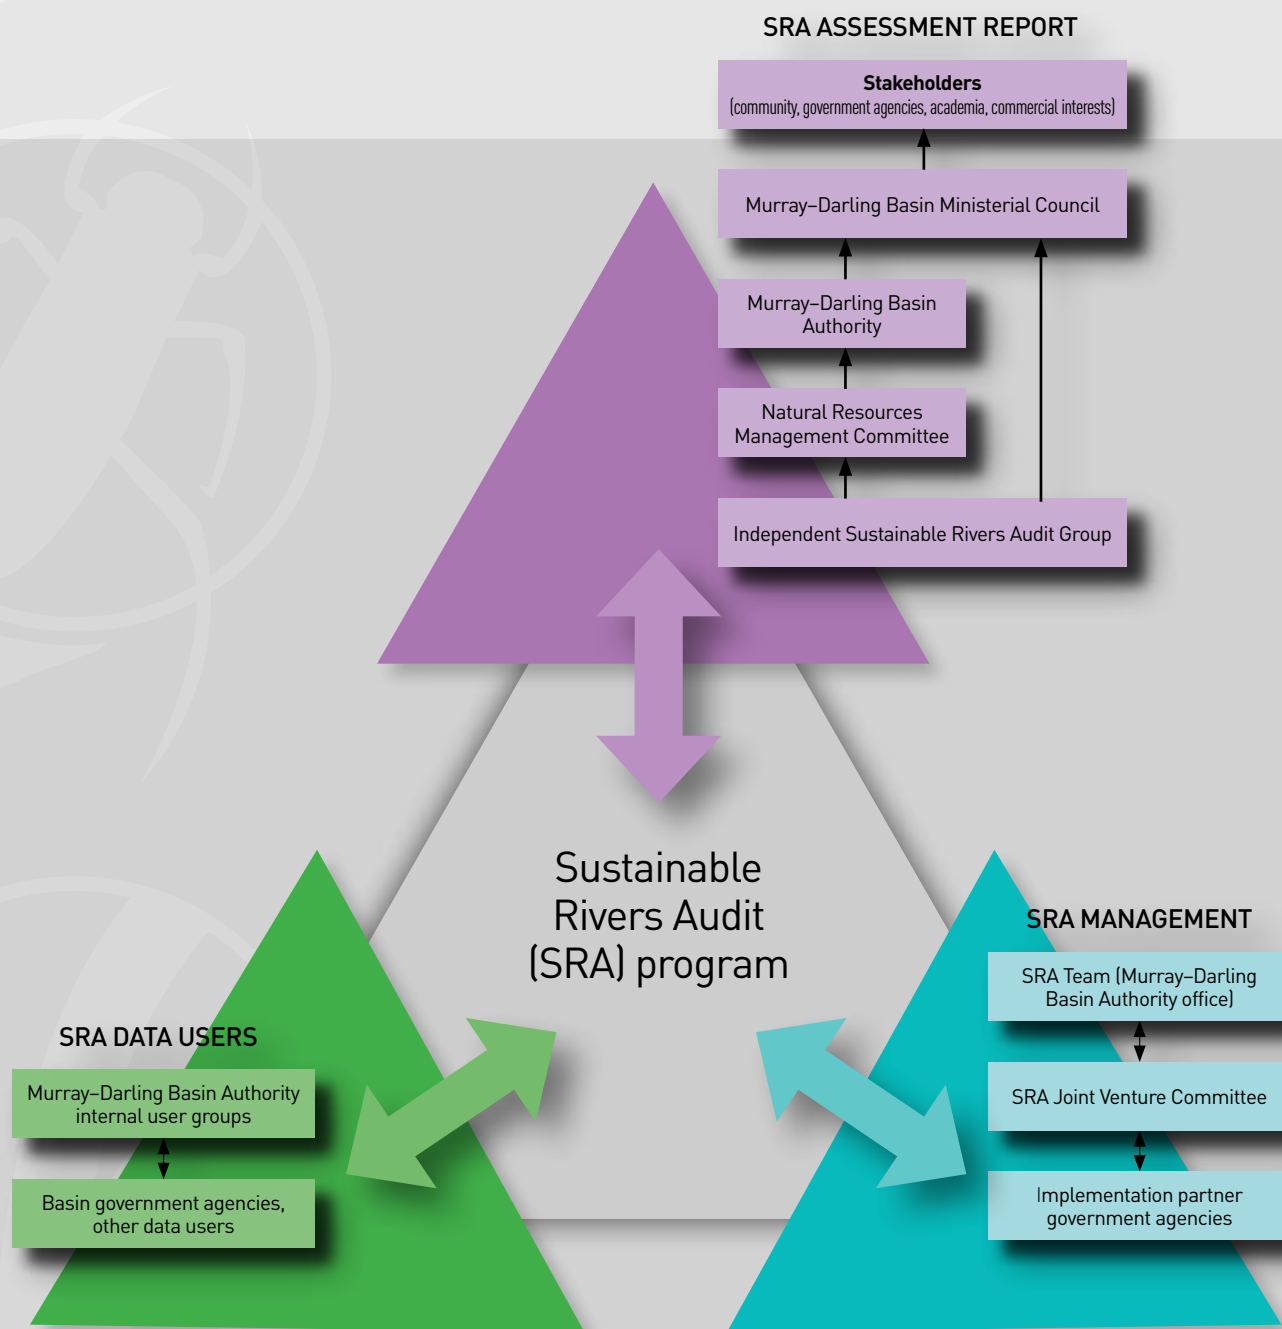 SRA ASSESSMENT REPORT
Stakeholders
(community, government agencies, academia, commercial interests)
Murray–Darling Basin Ministerial Council
Murray–Darling Basin
Authority
Natural Resources
Management Committee
Independent Sustainable Rivers Audit Group
Sustainable
Rivers Audit
(SRA) program
SRA DATA USERS
Murray–Darling Basin Authority
internal user groups
Basin government agencies,
other data users
SRA MANAGEMENT
SRA Team (Murray–Darling
Basin Authority office)
SRA Joint Venture Committee
Implementation partner
government agencies